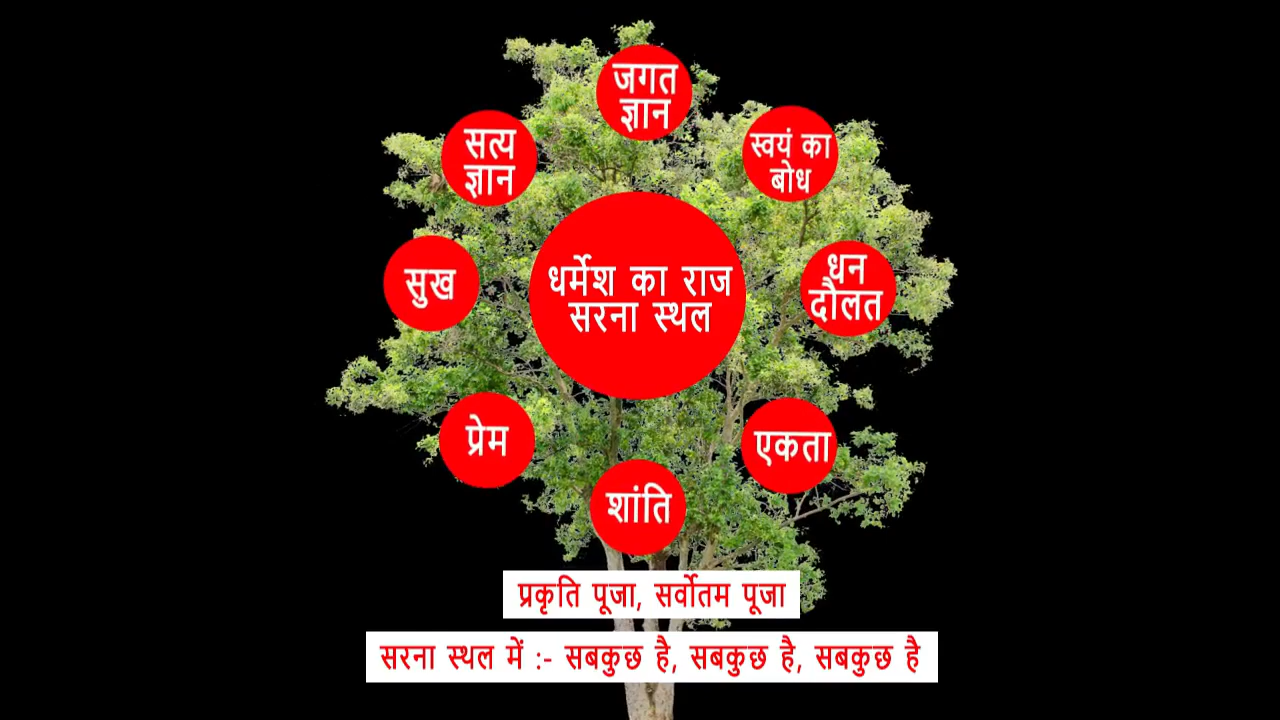 जगत
ज्ञान
सत्य
ज्ञान
स्वयं का
बोध
सुख
धर्मेश का राज
सरना स्थल
धन
दौलत
प्रेम
एकता
शांति
प्रकृति पूजा, सर्वोतम पूजा
सरना स्थल में :- सबकुछ है, सबकुछ है, सबकुछ है